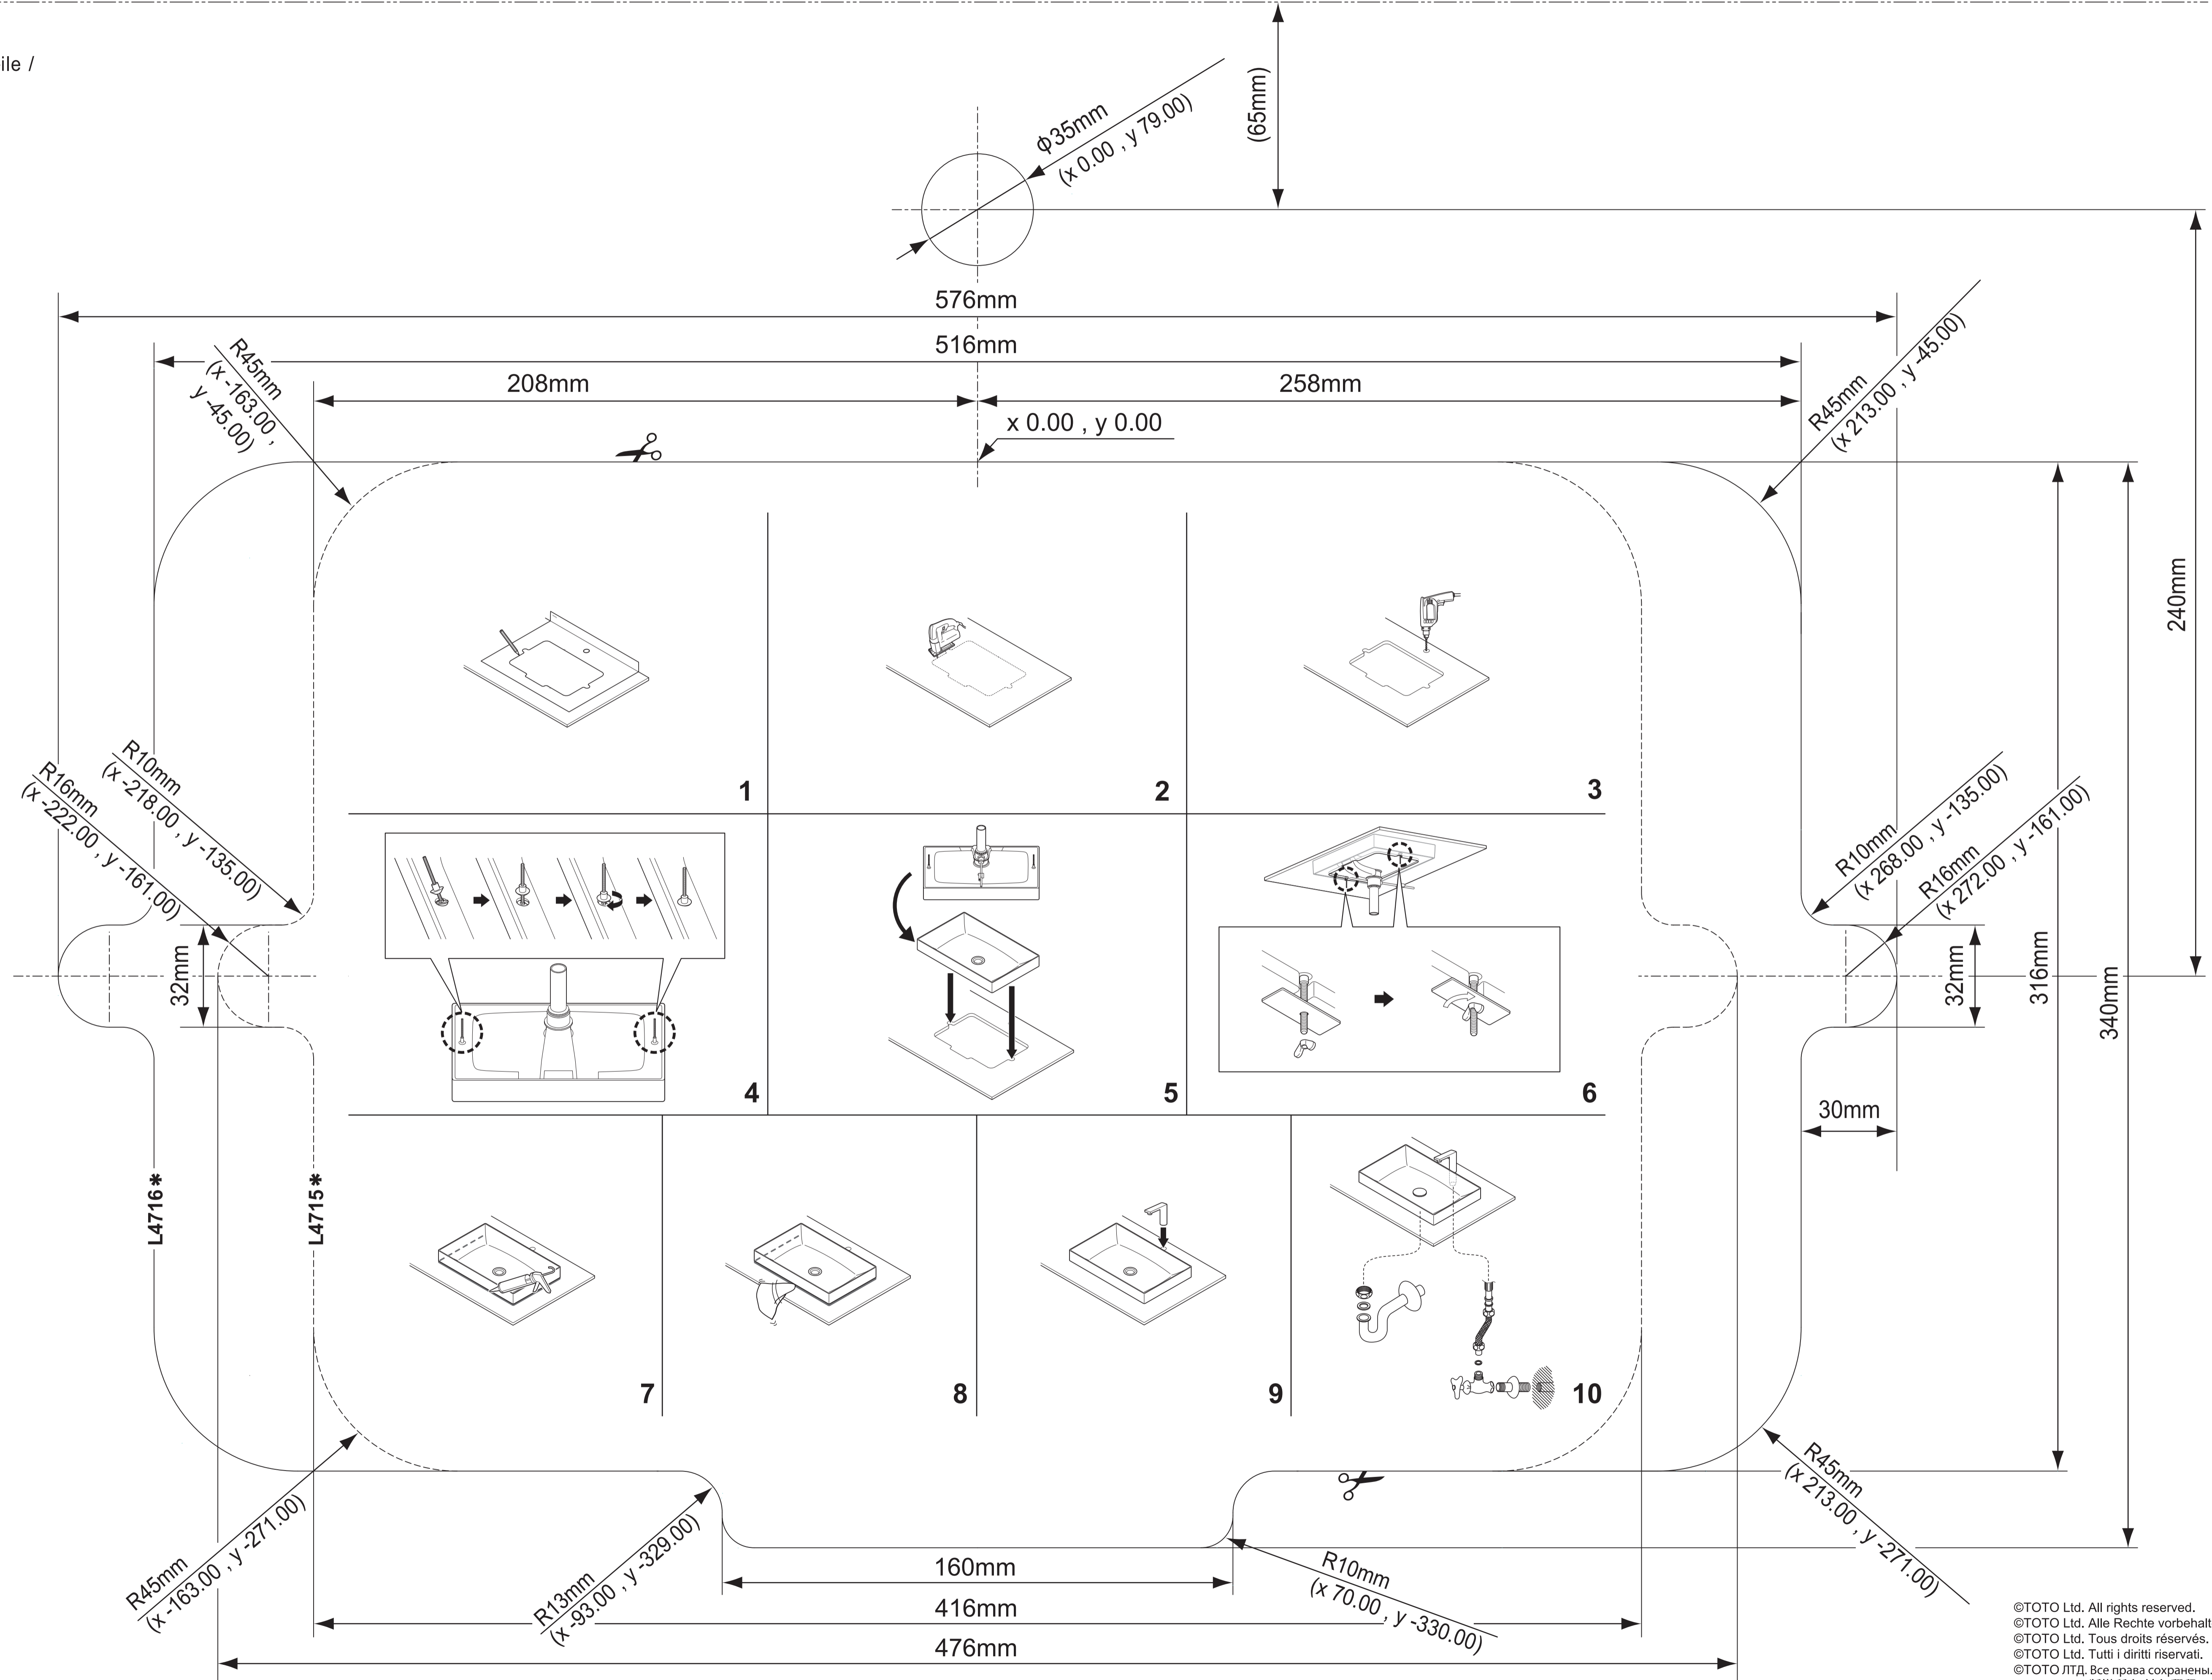 ile /
(65mm)
ϕ35mm
(x 0.00 , y 79.00)
576mm
516mm
208mm
258mm
x 0.00 , y 0.00
R45mm
(x -163.00 ,
y -45.00)
R45mm
(x 213.00 , y -45.00)
240mm
1
2
3
R10mm
(x -218.00 , y -135.00)
R16mm
(x -222.00 , y -161.00)
R10mm
(x 268.00 , y -135.00)
R16mm
(x 272.00 , y -161.00)
32mm
32mm
316mm
340mm
4
5
6
30mm
L4716*
L4715*
7
8
9
10
R45mm
(x -163.00 , y -271.00)
R13mm
(x -93.00 , y -329.00)
R10mm
(x 70.00 , y -330.00)
R45mm
(x 213.00 , y -271.00)
160mm
416mm
476mm
©TOTO Ltd. All rights reserved.
©TOTO Ltd. Alle Rechte vorbehalt
©TOTO Ltd. Tous droits réservés.
©TOTO Ltd. Tutti i diritti riservati.
©TOTO ЛТД. Все права сохранены.